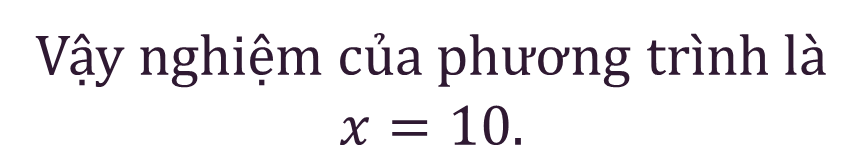 Vậy nghiệm của phương trình là
x = 10.